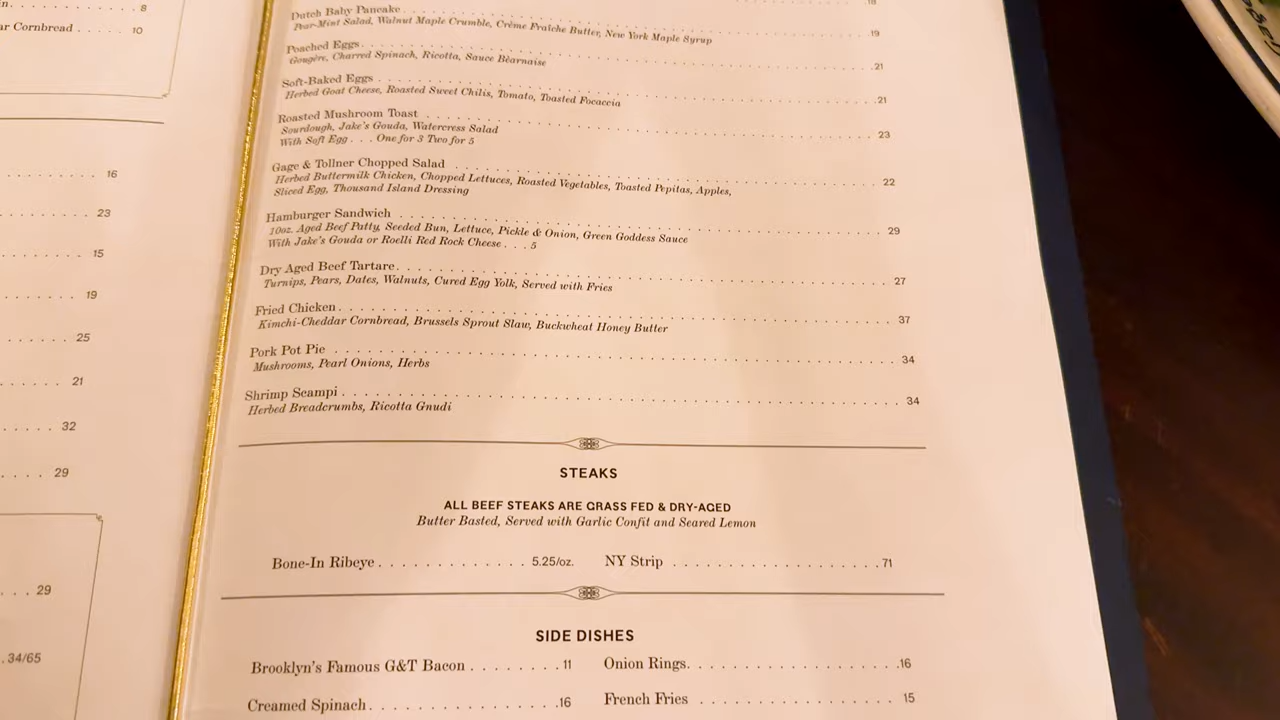 8
Cornbread . . . . . 10
16
23
15
19
25
21
32
29
29
34/65
Dutch Baby Pancake 19
Pear-Mint Salad, Walnut Maple Crumble, Crème Fraîche Butter, New York Maple Syrup
Poached Eggs 21
Gougère, Charred Spinach, Ricotta, Sauce Bèarnaise
Soft-Baked Eggs 21
Herbed Goat Cheese, Roasted Sweet Chilis, Tomato, Toasted Focaccia
Roasted Mushroom Toast 23
Sourdough, Jake's Gouda, Watercress Salad
With Soft Egg . . . One for 3 Two for 5
Gage & Tollner Chopped Salad 22
Herbed Buttermilk Chicken, Chopped Lettuces, Roasted Vegetables, Toasted Pepitas, Apples,
Sliced Egg, Thousand Island Dressing
Hamburger Sandwich 29
10oz. Aged Beef Patty, Seeded Bun, Lettuce, Pickle & Onion, Green Goddess Sauce
With Jake's Gouda or Roelli Red Rock Cheese . . . 5
Dry Aged Beef Tartare 27
Turnips, Pears, Dates, Walnuts, Cured Egg Yolk, Served with Fries
Fried Chicken 37
Kimchi-Cheddar Cornbread, Brussels Sprout Slaw, Buckwheat Honey Butter
Pork Pot Pie 34
Mushrooms, Pearl Onions, Herbs
Shrimp Scampi 34
Herbed Breadcrumbs, Ricotta Gnudi
STEAKS
ALL BEEF STEAKS ARE GRASS FED & DRY-AGED
Butter Basted, Served with Garlic Confit and Seared Lemon
Bone-In Ribeye 5.25/oz. NY Strip 71
SIDE DISHES
Brooklyn's Famous G&T Bacon 11 Onion Rings 16
Creamed Spinach 16 French Fries 15